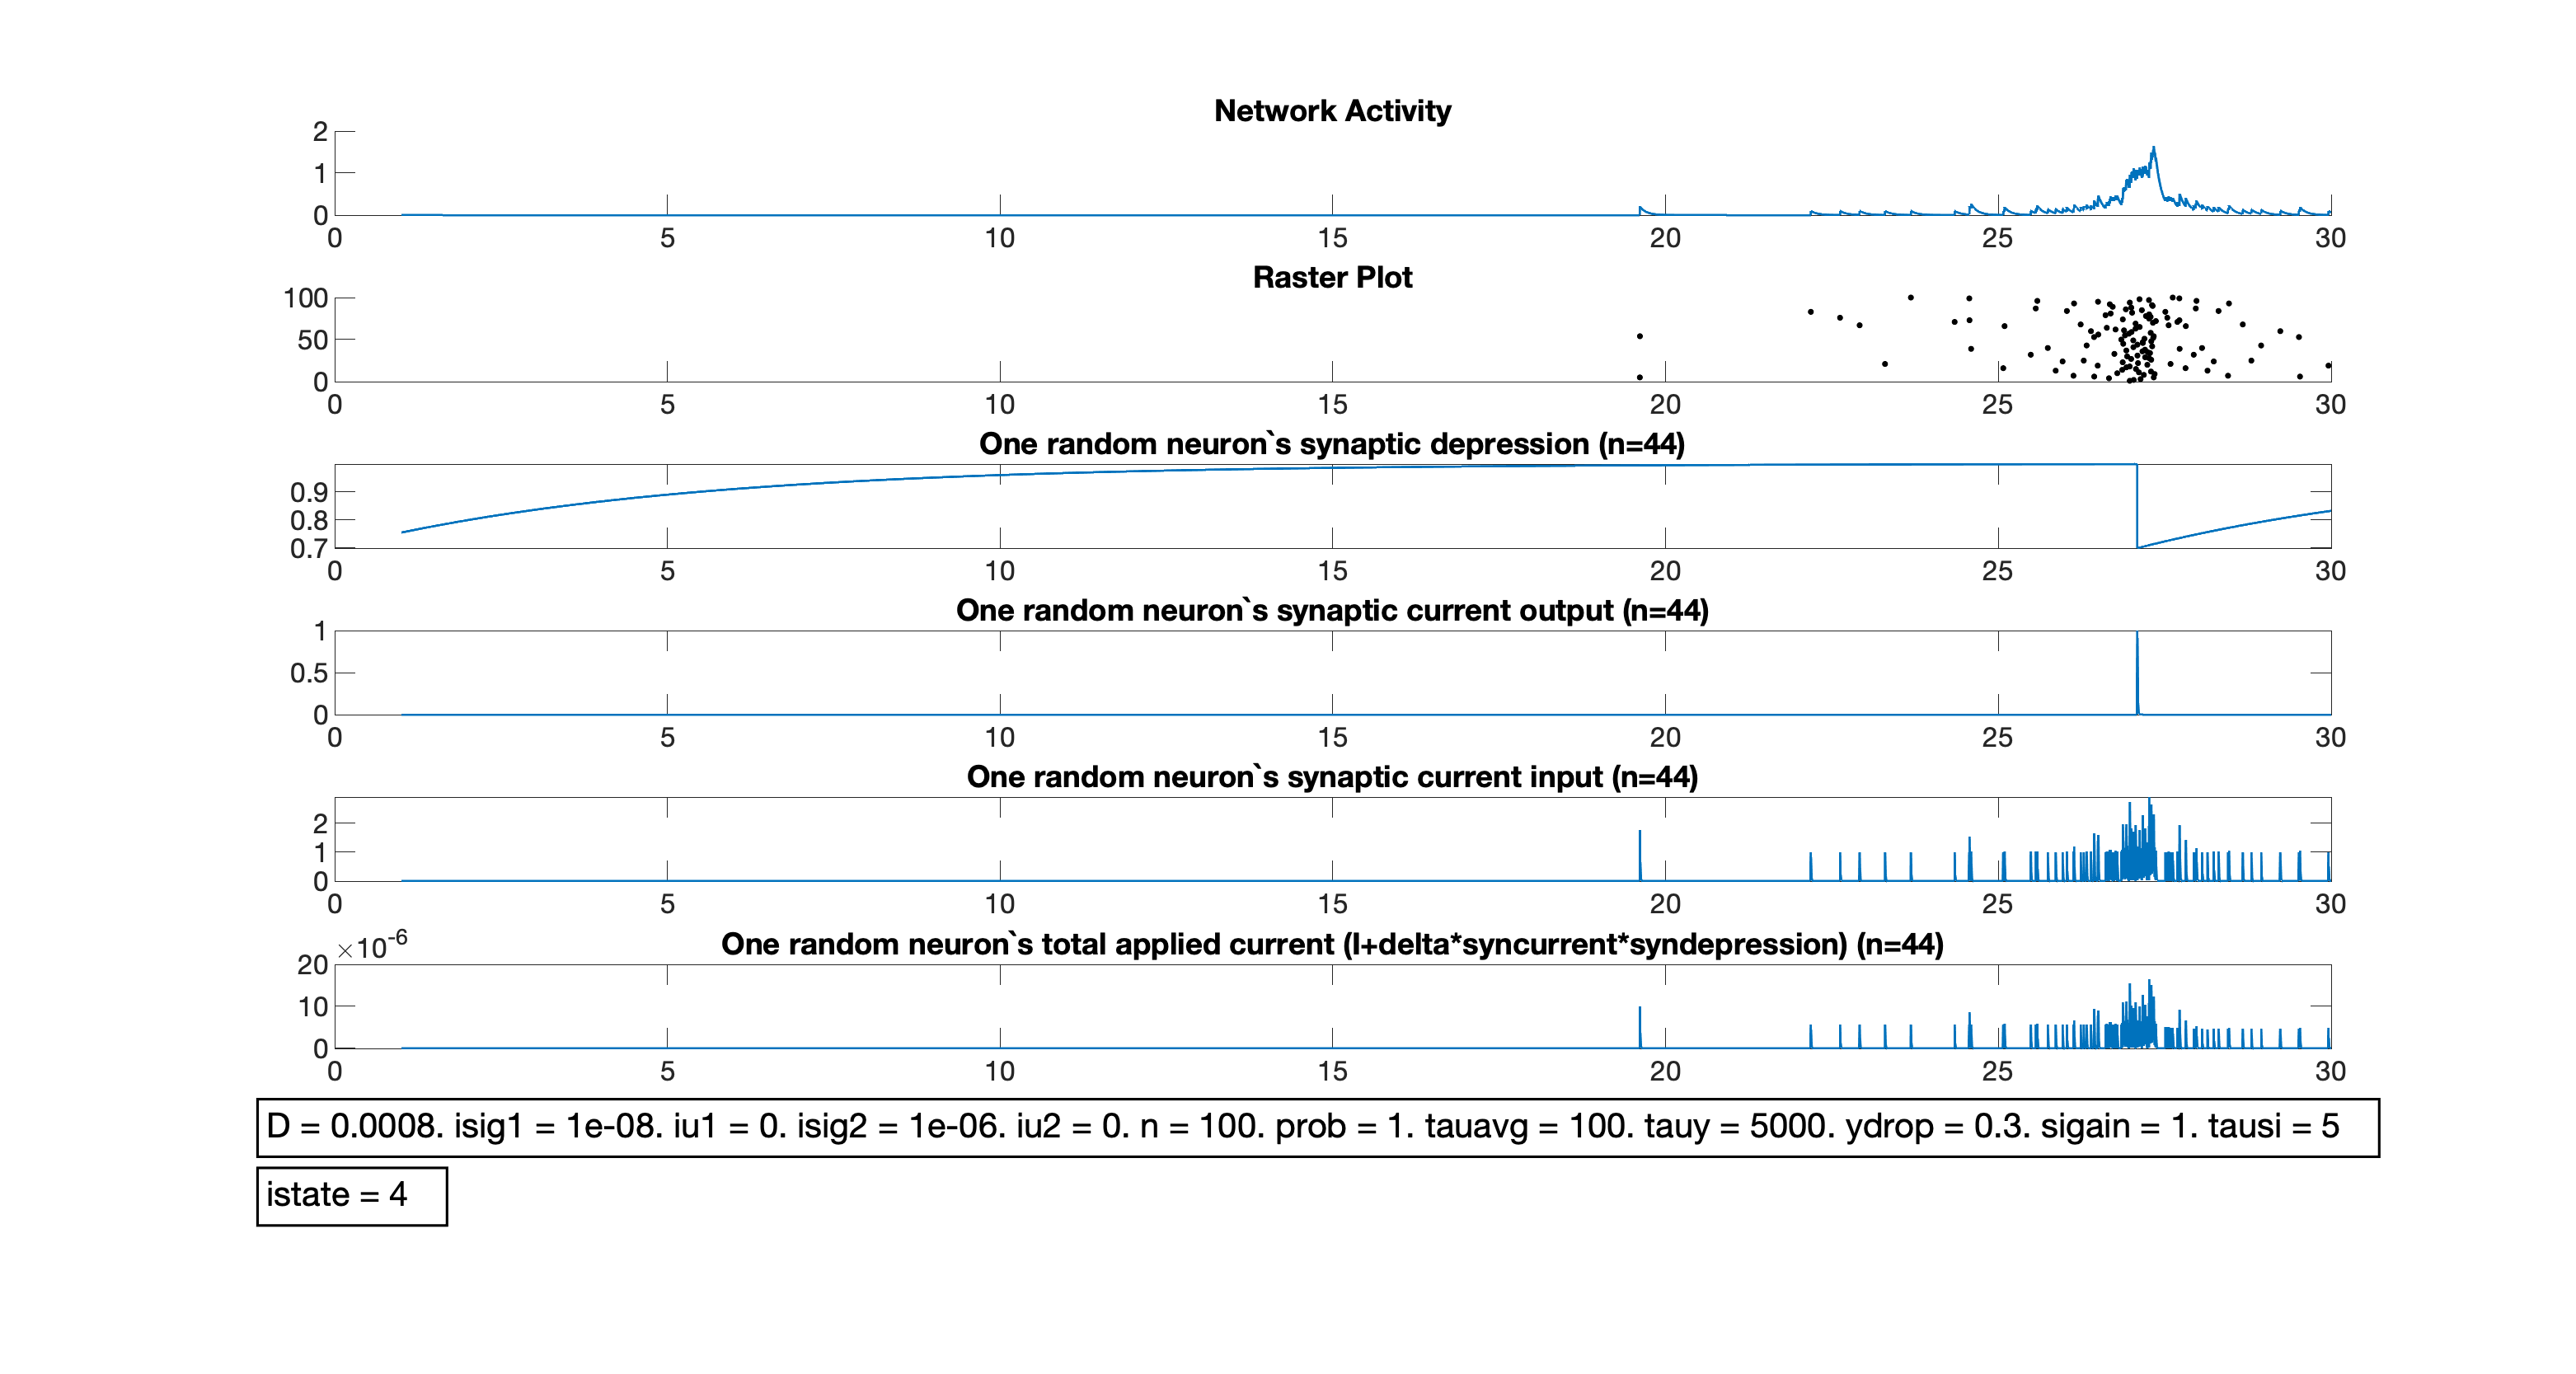 Network Activity
2
1
0
0 5 10 15 20 25 30
Raster Plot
100
50
0
0 5 10 15 20 25 30
One random neuron`s synaptic depression (n=44)
0.9
0.8
0.7
0 5 10 15 20 25 30
One random neuron`s synaptic current output (n=44)
1
0.5
0
0 5 10 15 20 25 30
One random neuron`s synaptic current input (n=44)
2
1
0
0 5 10 15 20 25 30
×10-6
One random neuron`s total applied current (I+delta*syncurrent*syndepression) (n=44)
20
10
0
0 5 10 15 20 25 30
D = 0.0008. isig1 = 1e-08. iu1 = 0. isig2 = 1e-06. iu2 = 0. n = 100. prob = 1. tauavg = 100. tauy = 5000. ydrop = 0.3. sigain = 1. tausi = 5
istate = 4